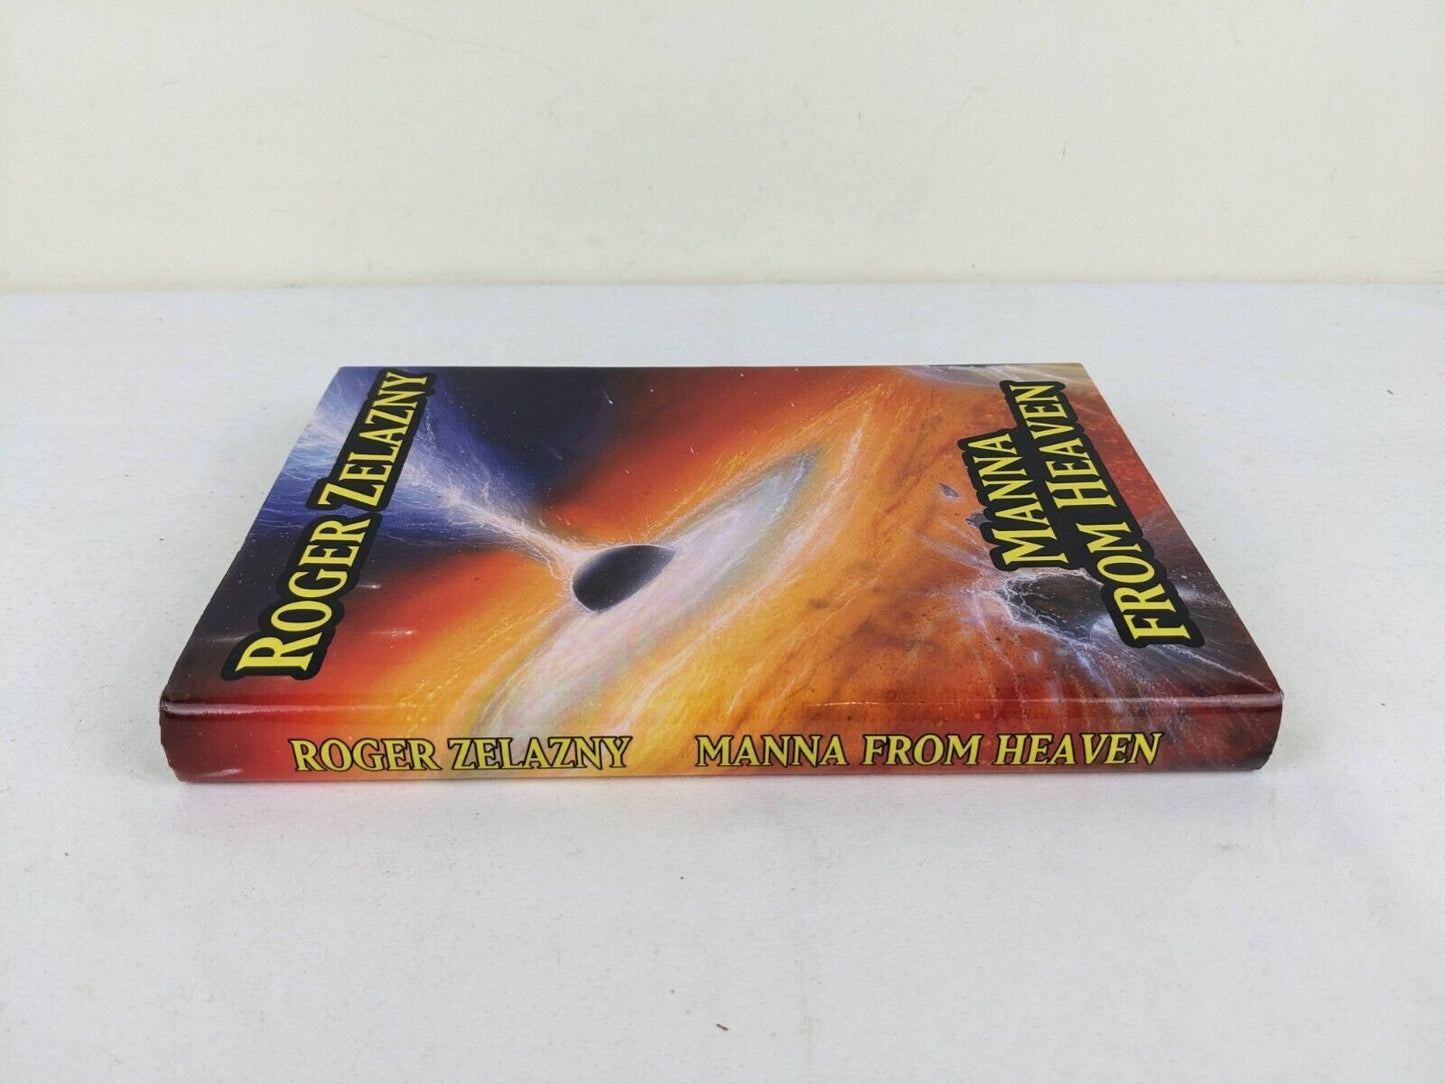 ROGER ZELAZNY
MANNA
FROM HEAVEN
ROGER ZELAZNY MANNA FROM HEAVEN